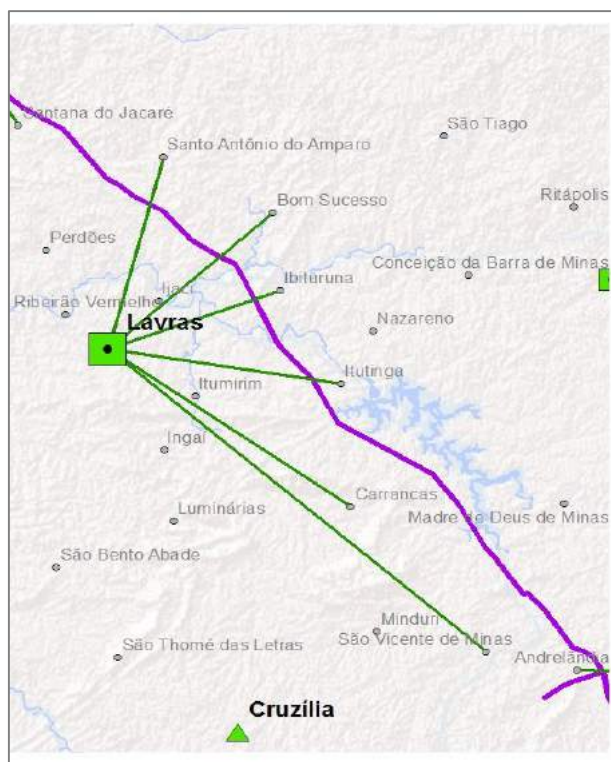 Santana do Jacaré
São Tiago
Santo Antônio do Amparo
Bom Sucesso
Ritápolis
Perdões
Conceição da Barra de Minas
Ibituruna
Ijaci
Ribeirão Vermelho
Lavras
Nazareno
Itutinga
Itumirim
Ingaí
Carrancas
Luminárias
Madre de Deus de Minas
São Bento Abade
Minduri
São Vicente de Minas
São Thomé das Letras
Andrelândia
Cruzília